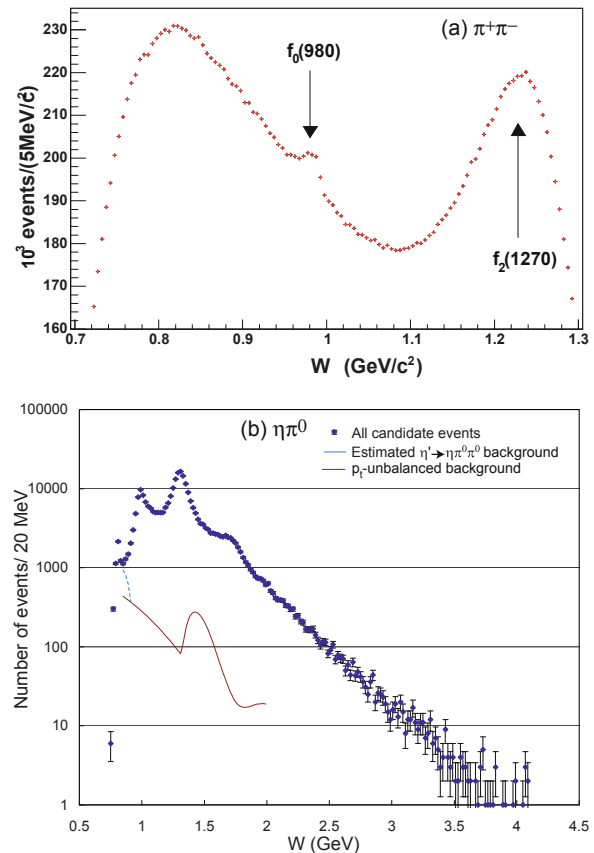 (a) π+π−
f0(980)
f2(1270)
10³ events/(5MeV/c)
230
220
210
200
190
180
170
160
0.7 0.8 0.9 1 1.1 1.2 1.3
W (GeV/c²)
(b) ηπ⁰
All candidate events
Estimated η'→ηπ⁰π⁰ background
pt-unbalanced background
Number of events/ 20 MeV
100000
10000
1000
100
10
1
0.5 1 1.5 2 2.5 3 3.5 4 4.5
W (GeV)